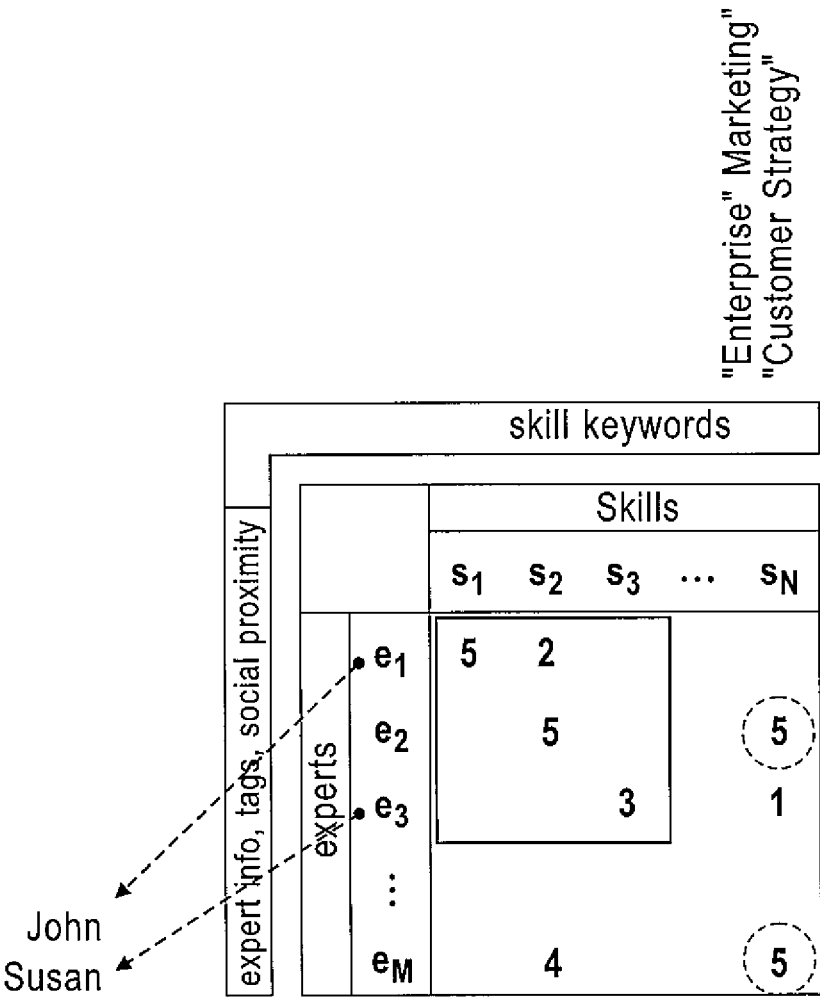 "Enterprise" Marketing"
"Customer Strategy"
skill keywords
expert info, tags, social proximity
Skills
s1 s2 s3 ... sN
experts
e1 5 2
e2 5 5
e3 3 1
⋮
eM 4 5
John
Susan